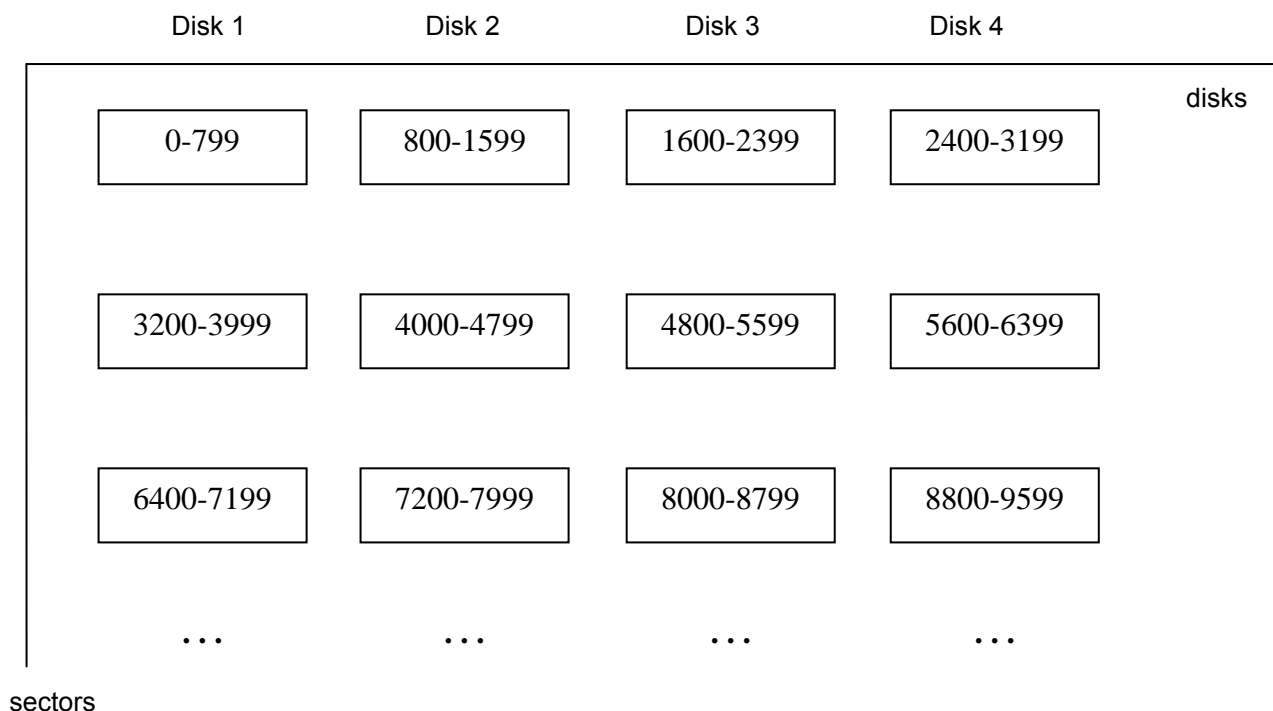 Disk 1 Disk 2 Disk 3 Disk 4
disks
0-799 800-1599 1600-2399 2400-3199
3200-3999 4000-4799 4800-5599 5600-6399
6400-7199 7200-7999 8000-8799 8800-9599
... ... ... ...
sectors